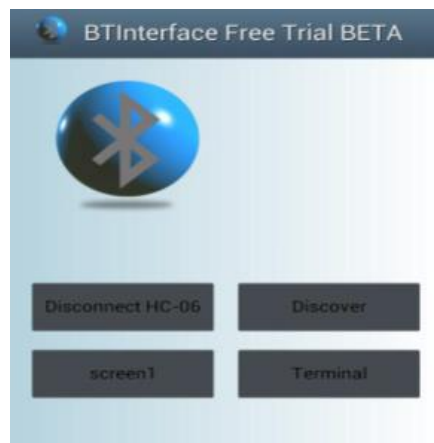 BTInterface Free Trial BETA
Disconnect HC-06
Discover
screen1
Terminal